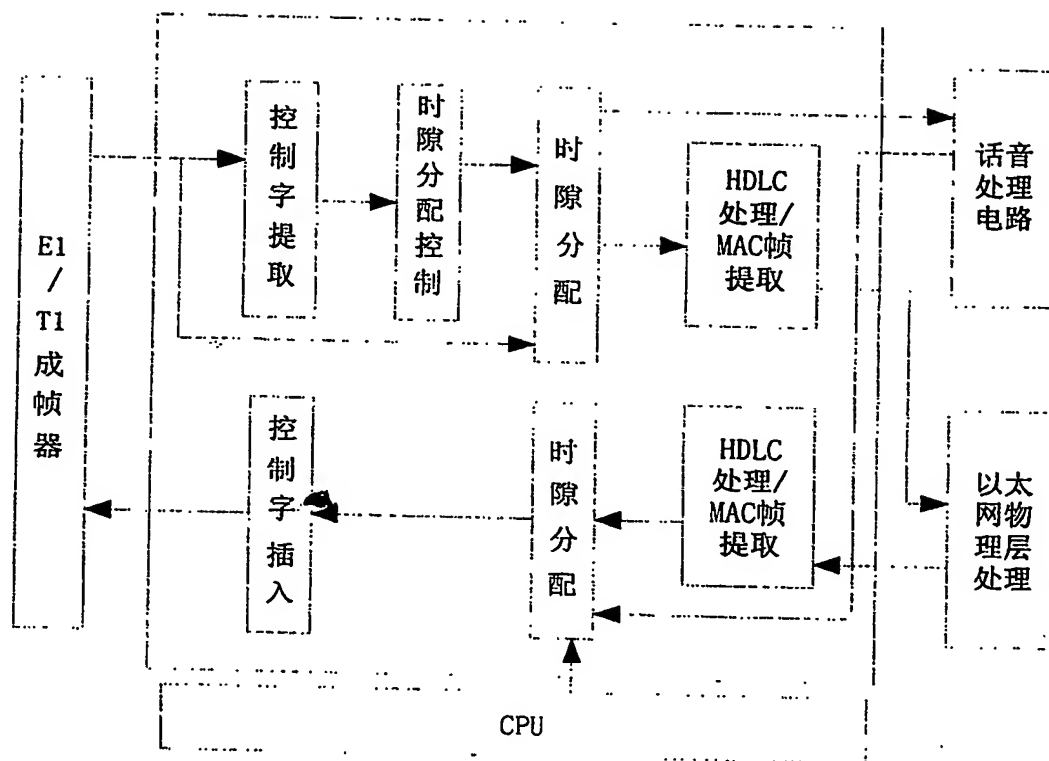 E1
/
T1
成
帧
器
控
制
字
提
取
时
隙
分
配
控
制
时
隙
分
配
HDLC
处理/
MAC帧
提取
话音
处理
电路
控
制
字
插
入
时
隙
分
配
HDLC
处理/
MAC帧
提取
以太
网物
理层
处理
CPU